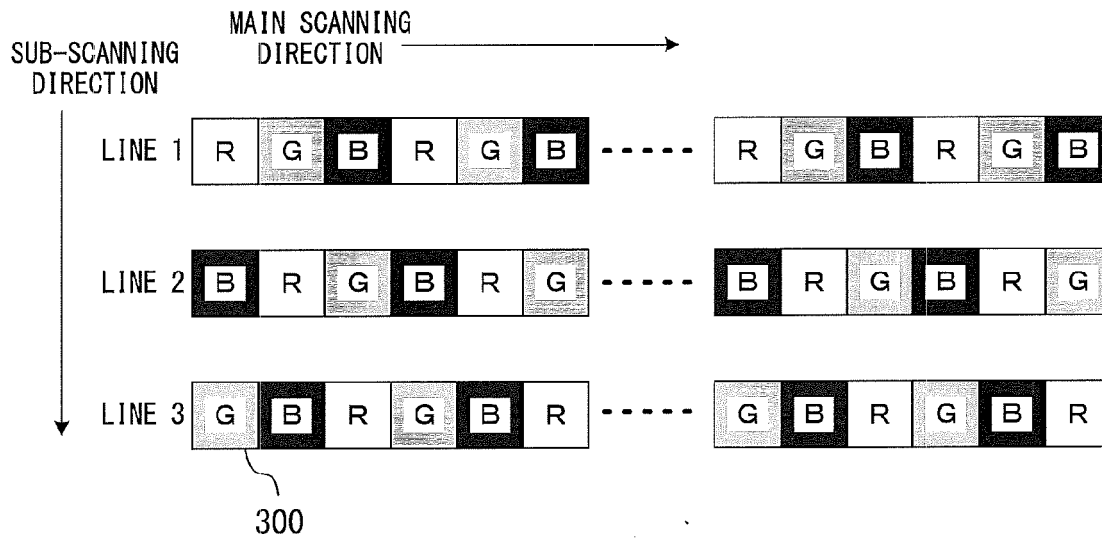 MAIN SCANNING
DIRECTION
SUB-SCANNING
DIRECTION
LINE 1 R G B R G B R G B R G B
LINE 2 B R G B R G B R G B R G
LINE 3 G B R G B R G B R G B R
300